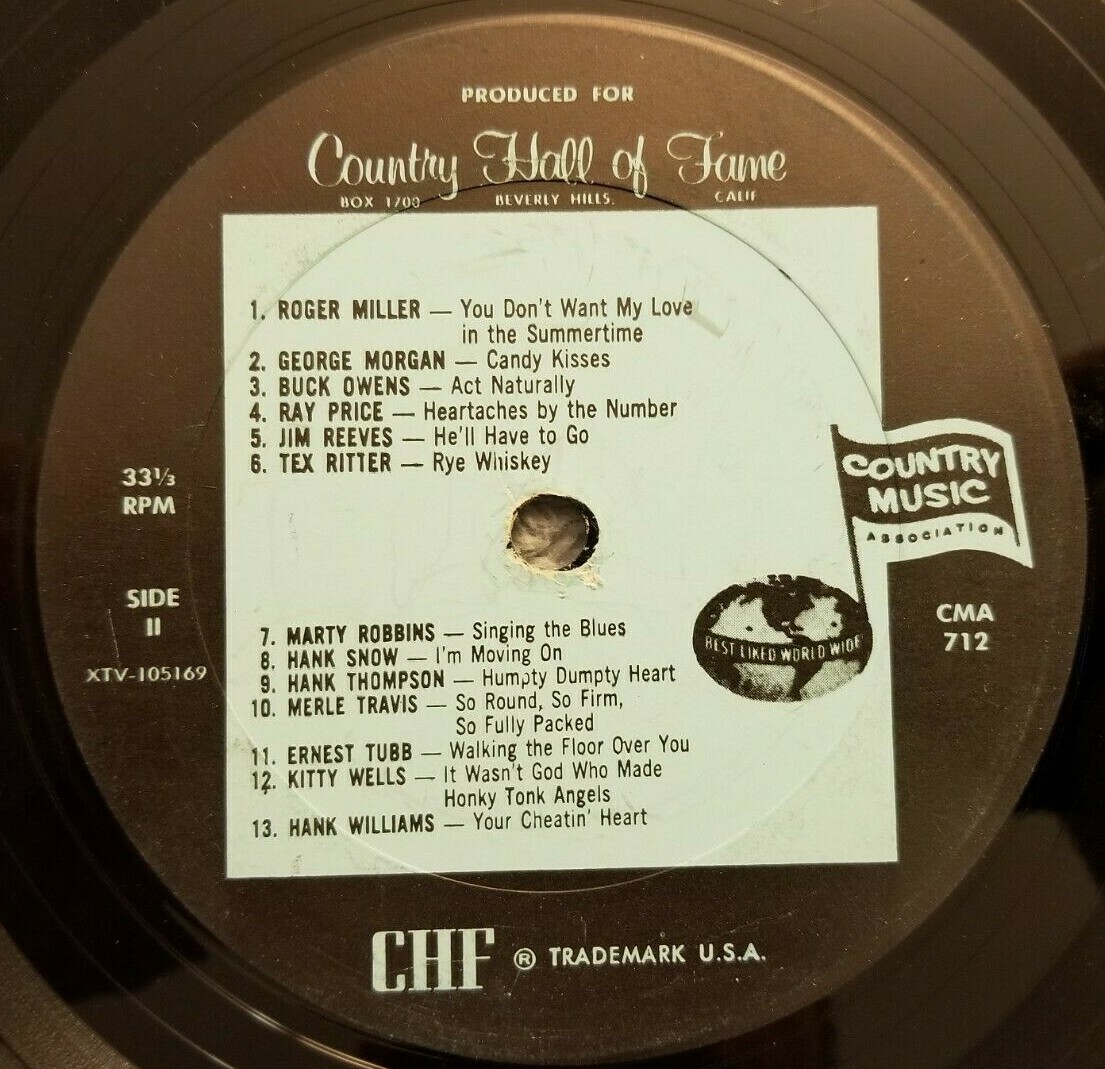 PRODUCED FOR
Country Hall of Fame
BOX 1700 BEVERLY HILLS, CALIF
1. ROGER MILLER — You Don't Want My Love
in the Summertime
2. GEORGE MORGAN — Candy Kisses
3. BUCK OWENS — Act Naturally
4. RAY PRICE — Heartaches by the Number
5. JIM REEVES — He'll Have to Go
6. TEX RITTER — Rye Whiskey
33⅓
RPM
COUNTRY
MUSIC
ASSOCIATION
SIDE
II
XTV-105169
CMA
712
BEST LIKED WORLD WIDE
7. MARTY ROBBINS — Singing the Blues
8. HANK SNOW — I'm Moving On
9. HANK THOMPSON — Humpty Dumpty Heart
10. MERLE TRAVIS — So Round, So Firm,
So Fully Packed
11. ERNEST TUBB — Walking the Floor Over You
12. KITTY WELLS — It Wasn't God Who Made
Honky Tonk Angels
13. HANK WILLIAMS — Your Cheatin' Heart
CHF ® TRADEMARK U.S.A.